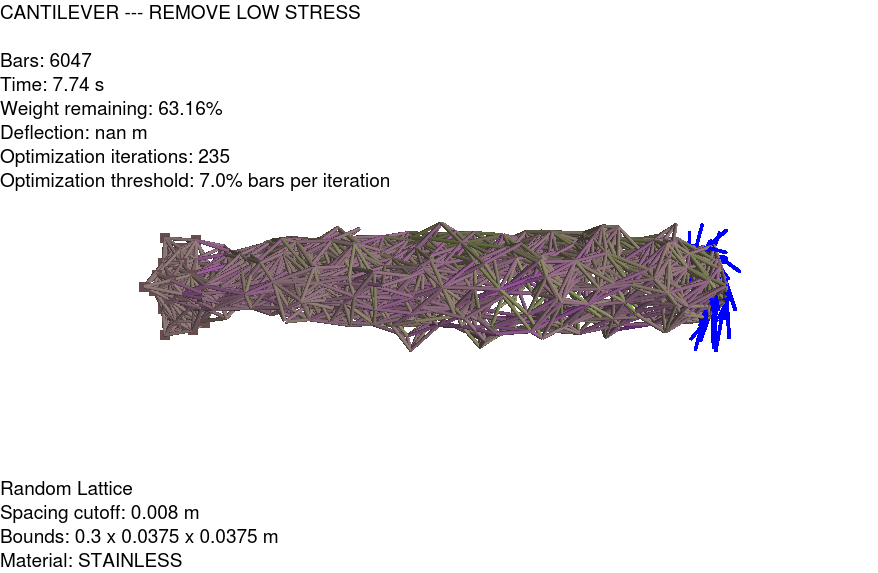 CANTILEVER --- REMOVE LOW STRESS
Bars: 6047
Time: 7.74 s
Weight remaining: 63.16%
Deflection: nan m
Optimization iterations: 235
Optimization threshold: 7.0% bars per iteration
Random Lattice
Spacing cutoff: 0.008 m
Bounds: 0.3 x 0.0375 x 0.0375 m
Material: STAINLESS